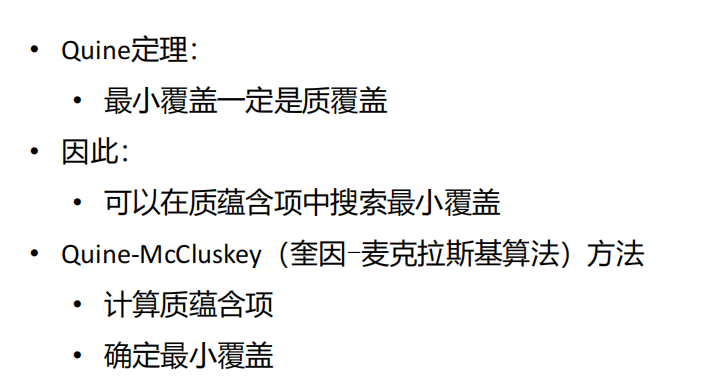 • Quine定理：
• 最小覆盖一定是质覆盖
• 因此：
• 可以在质蕴含项中搜索最小覆盖
• Quine-McCluskey（奎因–麦克拉斯基算法）方法
• 计算质蕴含项
• 确定最小覆盖